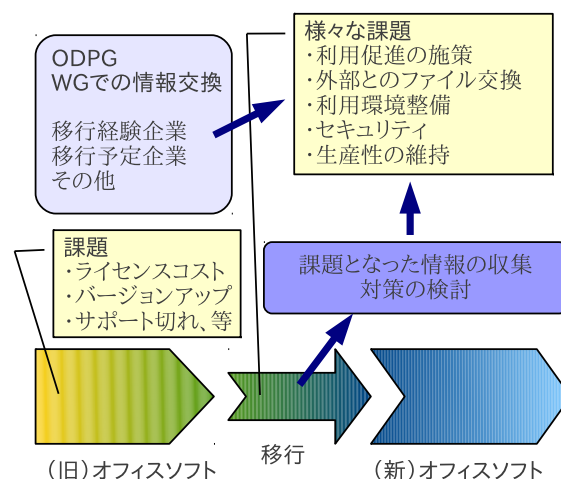 ODPG
WGでの情報交換
移行経験企業
移行予定企業
その他
様々な課題
・利用促進の施策
・外部とのファイル交換
・利用環境整備
・セキュリティ
・生産性の維持
課題
・ライセンスコスト
・バージョンアップ
・サポート切れ、等
課題となった情報の収集
対策の検討
(旧)オフィスソフト
移行
(新)オフィスソフト